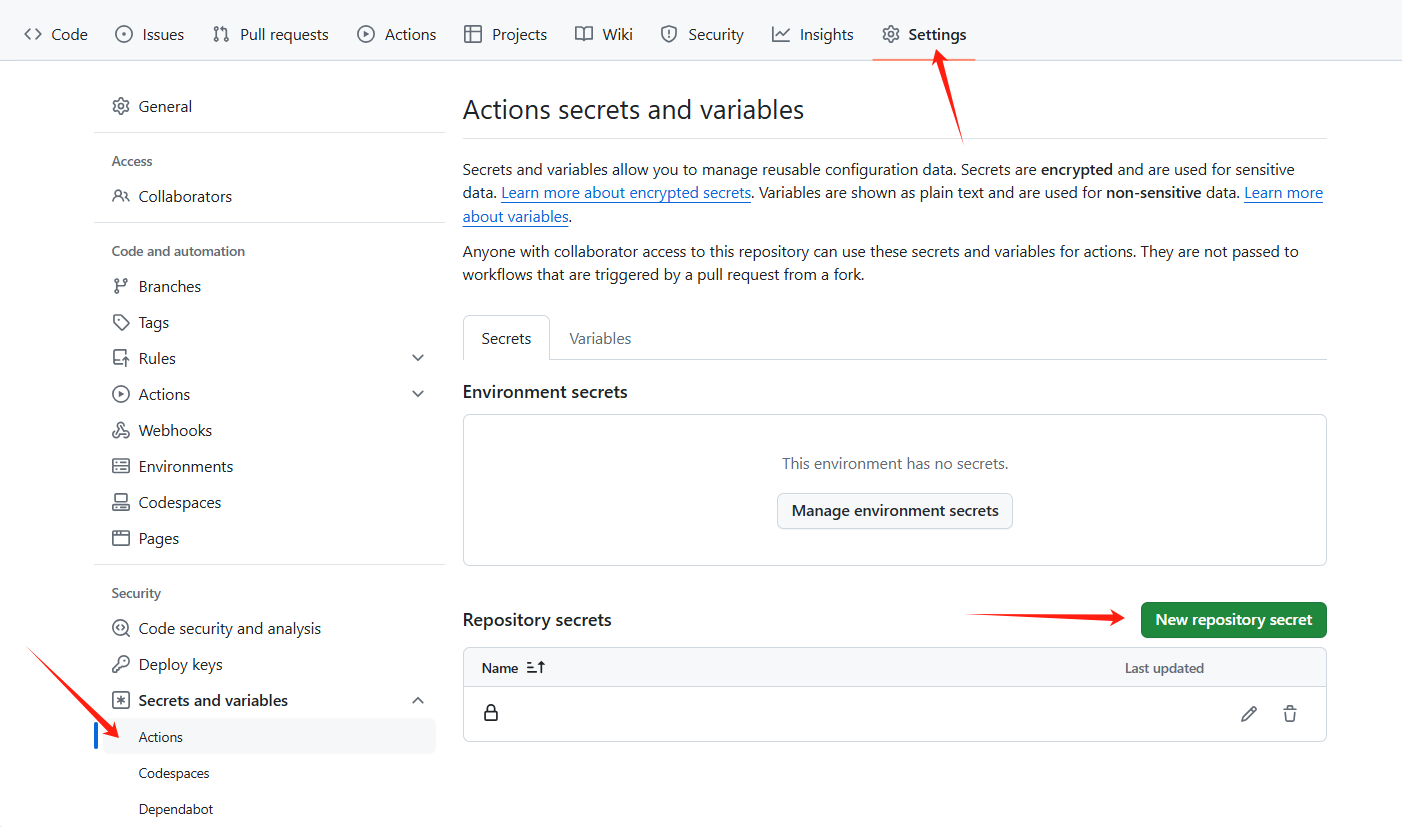 Code Issues Pull requests Actions Projects Wiki Security Insights Settings
General
Access
Collaborators
Code and automation
Branches
Tags
Rules
Actions
Webhooks
Environments
Codespaces
Pages
Security
Code security and analysis
Deploy keys
Secrets and variables
Actions
Codespaces
Dependabot
Actions secrets and variables
Secrets and variables allow you to manage reusable configuration data. Secrets are encrypted and are used for sensitive
data. Learn more about encrypted secrets. Variables are shown as plain text and are used for non-sensitive data. Learn more
about variables.
Anyone with collaborator access to this repository can use these secrets and variables for actions. They are not passed to
workflows that are triggered by a pull request from a fork.
Secrets Variables
Environment secrets
This environment has no secrets.
Manage environment secrets
Repository secrets
New repository secret
Name Last updated